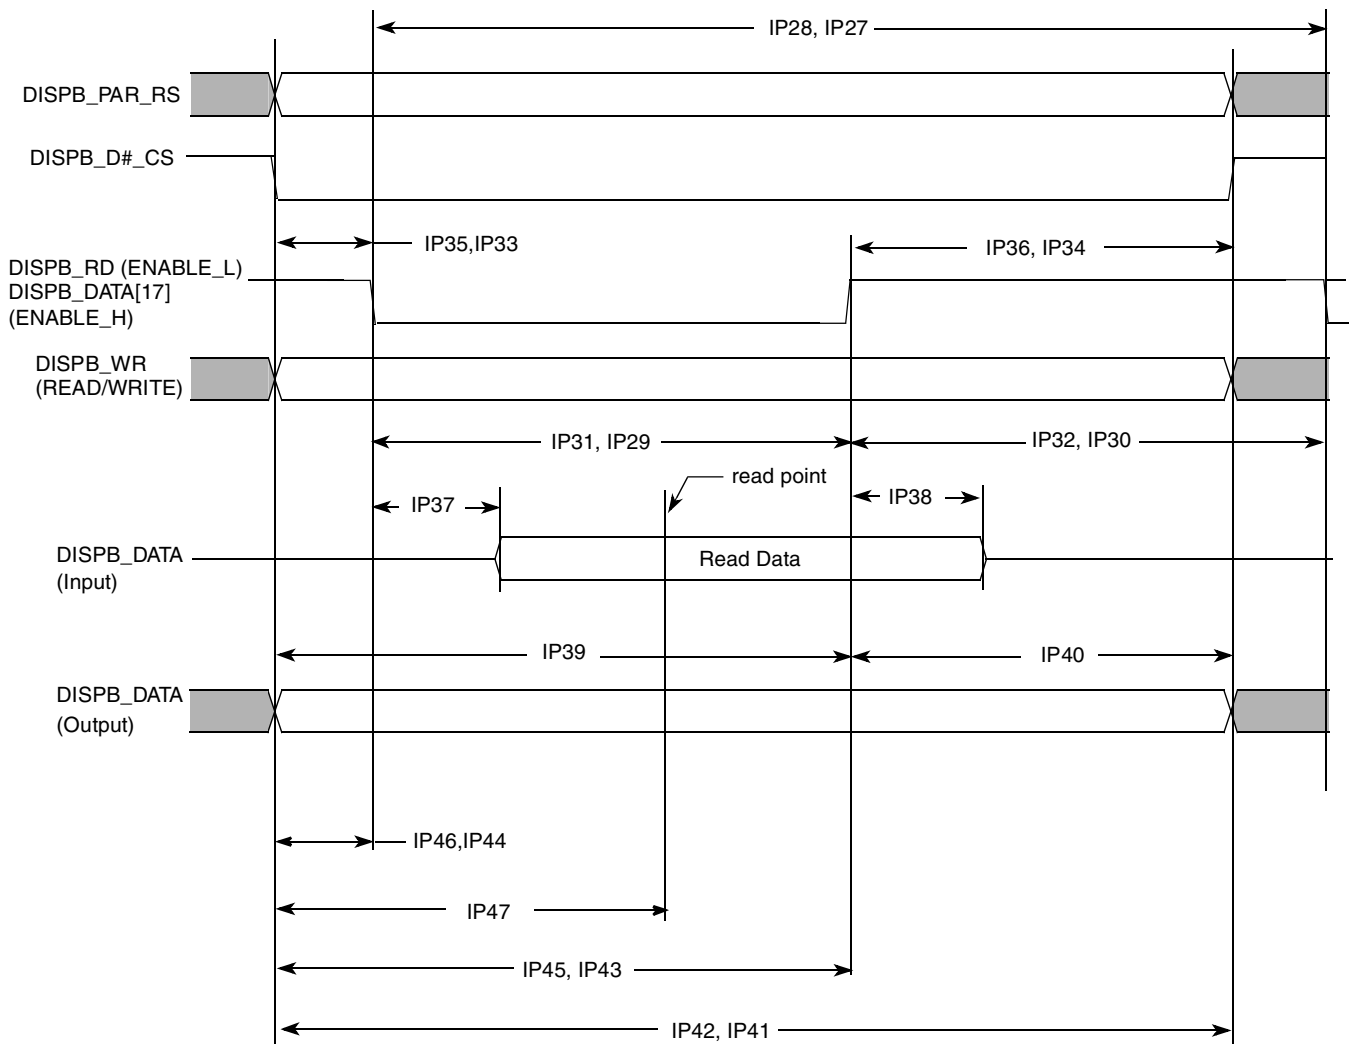 IP28, IP27
DISPB_PAR_RS
DISPB_D#_CS
IP35,IP33
IP36, IP34
DISPB_RD (ENABLE_L)
DISPB_DATA[17]
(ENABLE_H)
DISPB_WR
(READ/WRITE)
IP31, IP29
IP32, IP30
read point
IP37
IP38
DISPB_DATA
(Input)
Read Data
IP39
IP40
DISPB_DATA
(Output)
IP46,IP44
IP47
IP45, IP43
IP42, IP41